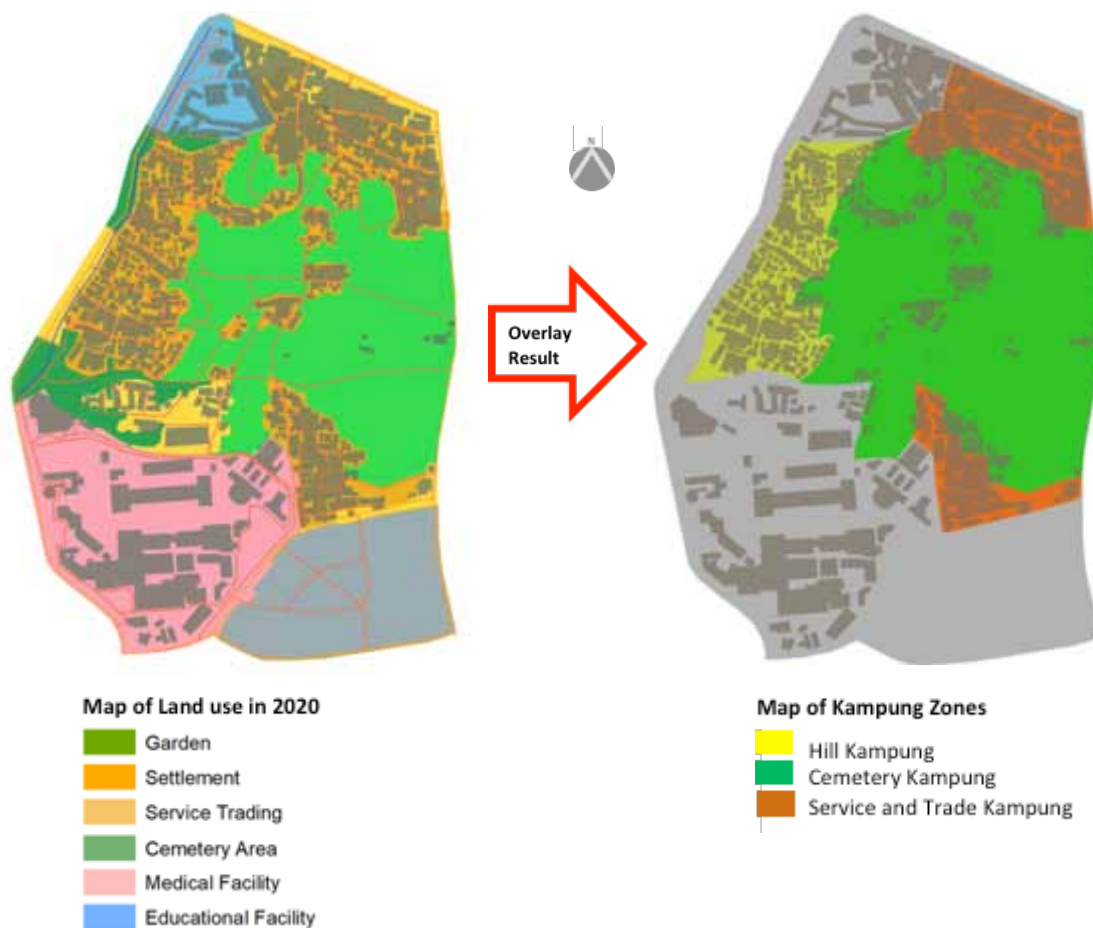 N
Overlay
Result
Map of Land use in 2020
Garden
Settlement
Service Trading
Cemetery Area
Medical Facility
Educational Facility
Map of Kampung Zones
Hill Kampung
Cemetery Kampung
Service and Trade Kampung